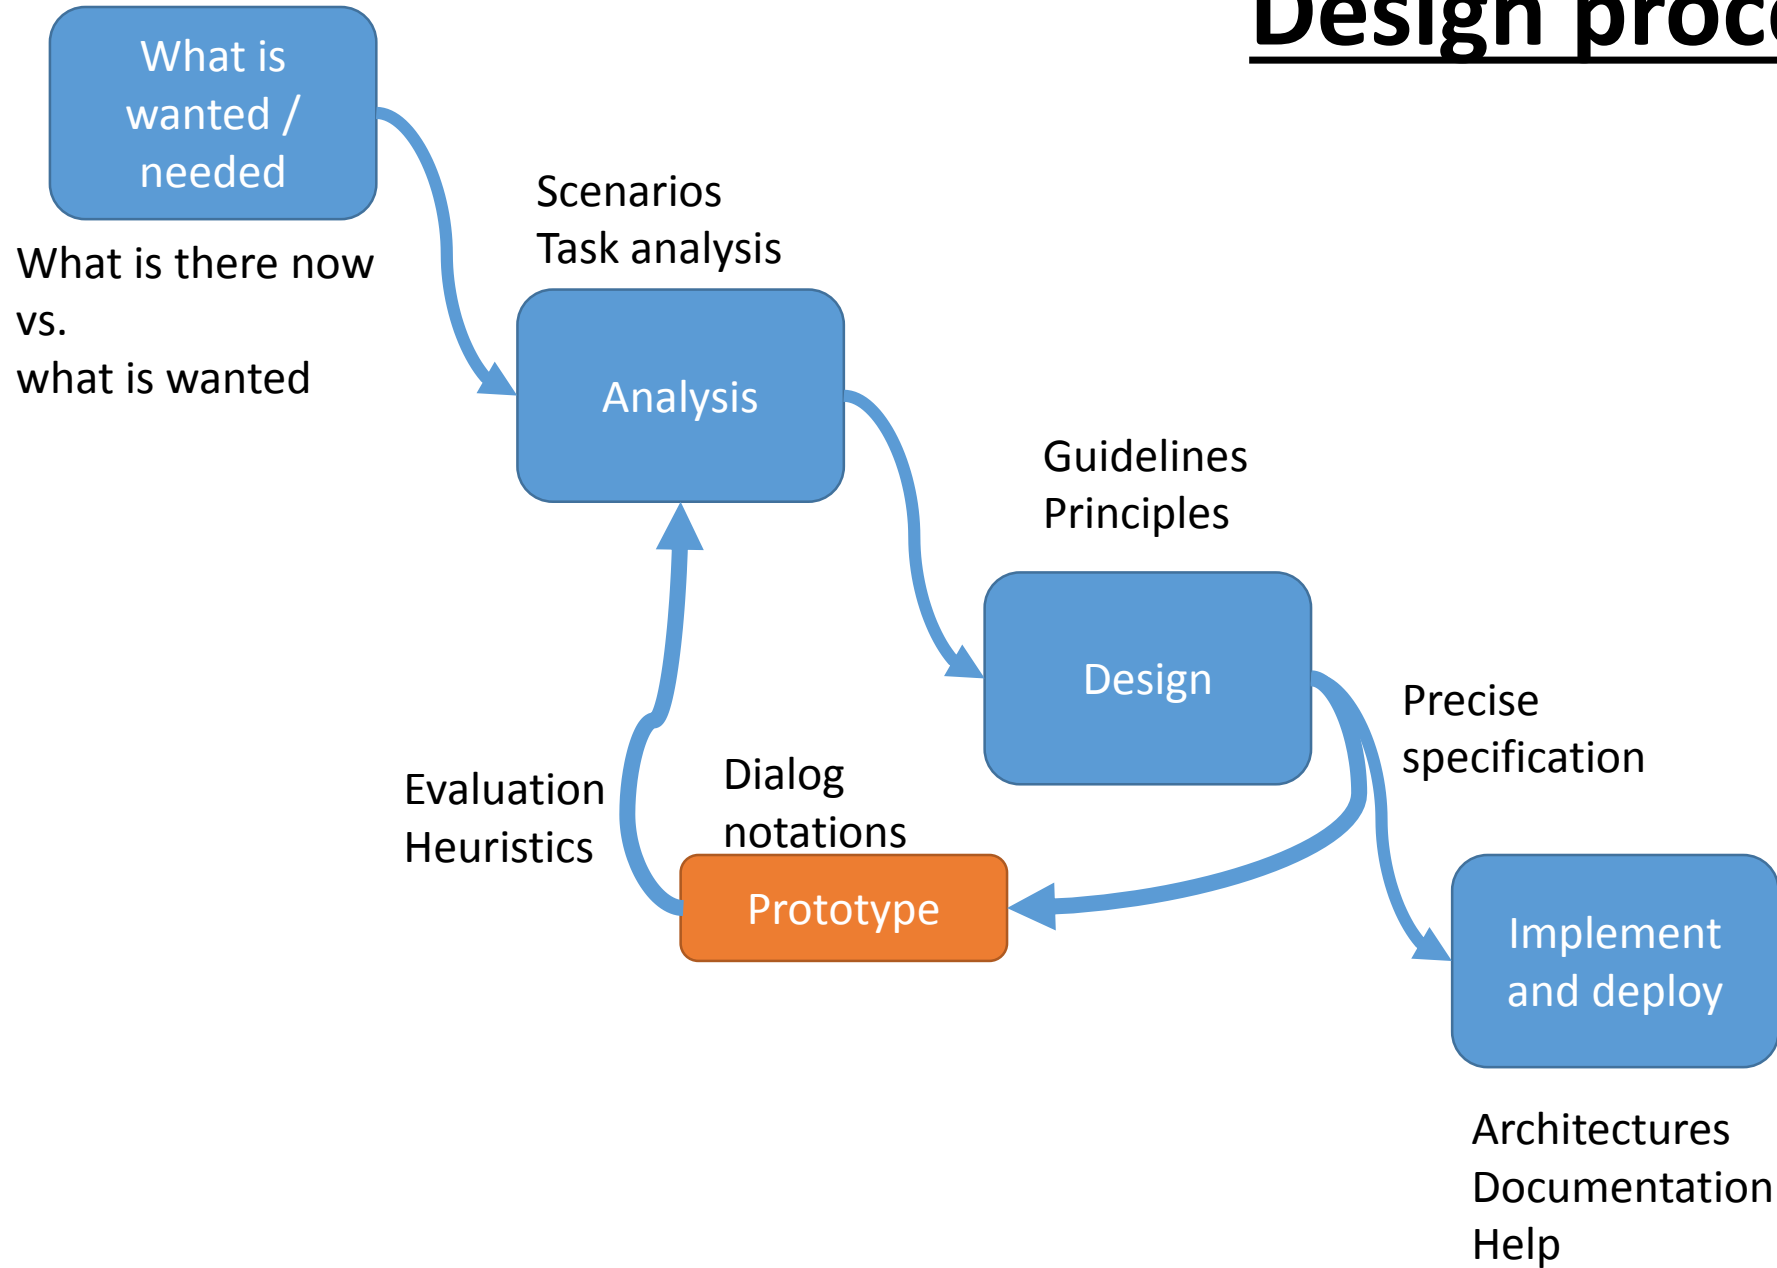 Design
What is
wanted /
needed
What is there now
vs.
what is wanted
Scenarios
Task analysis
Analysis
Guidelines
Principles
Design
Precise
specification
Evaluation
Heuristics
Dialog
notations
Prototype
Implement
and deploy
Architectures
Documentation
Help